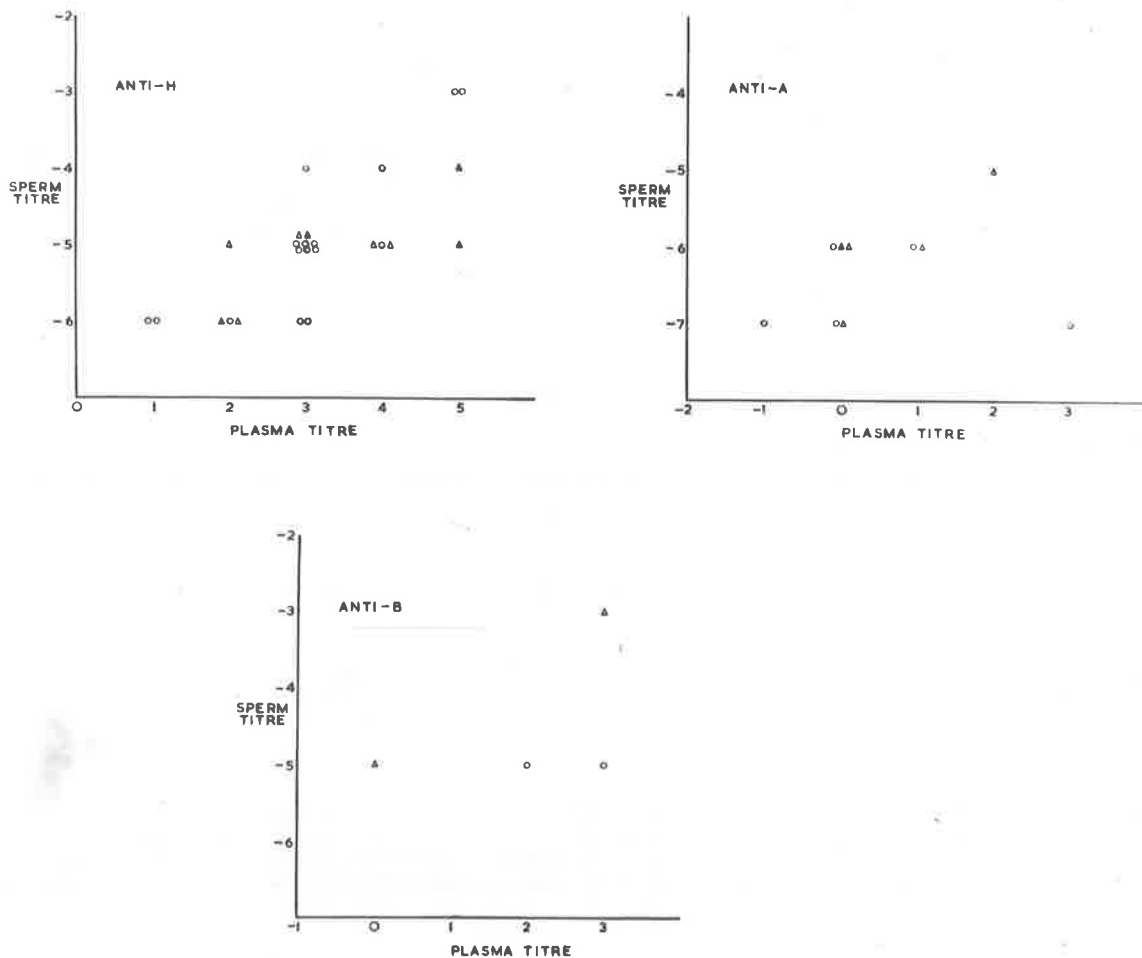 -2
-3
-4
-5
-6
SPERM
TITRE
ANTI-H
0 1 2 3 4 5
PLASMA TITRE
-4
-5
-6
-7
SPERM
TITRE
ANTI-A
-2 -1 0 1 2 3
PLASMA TITRE
-2
-3
-4
-5
-6
SPERM
TITRE
ANTI-B
-1 0 1 2 3
PLASMA TITRE